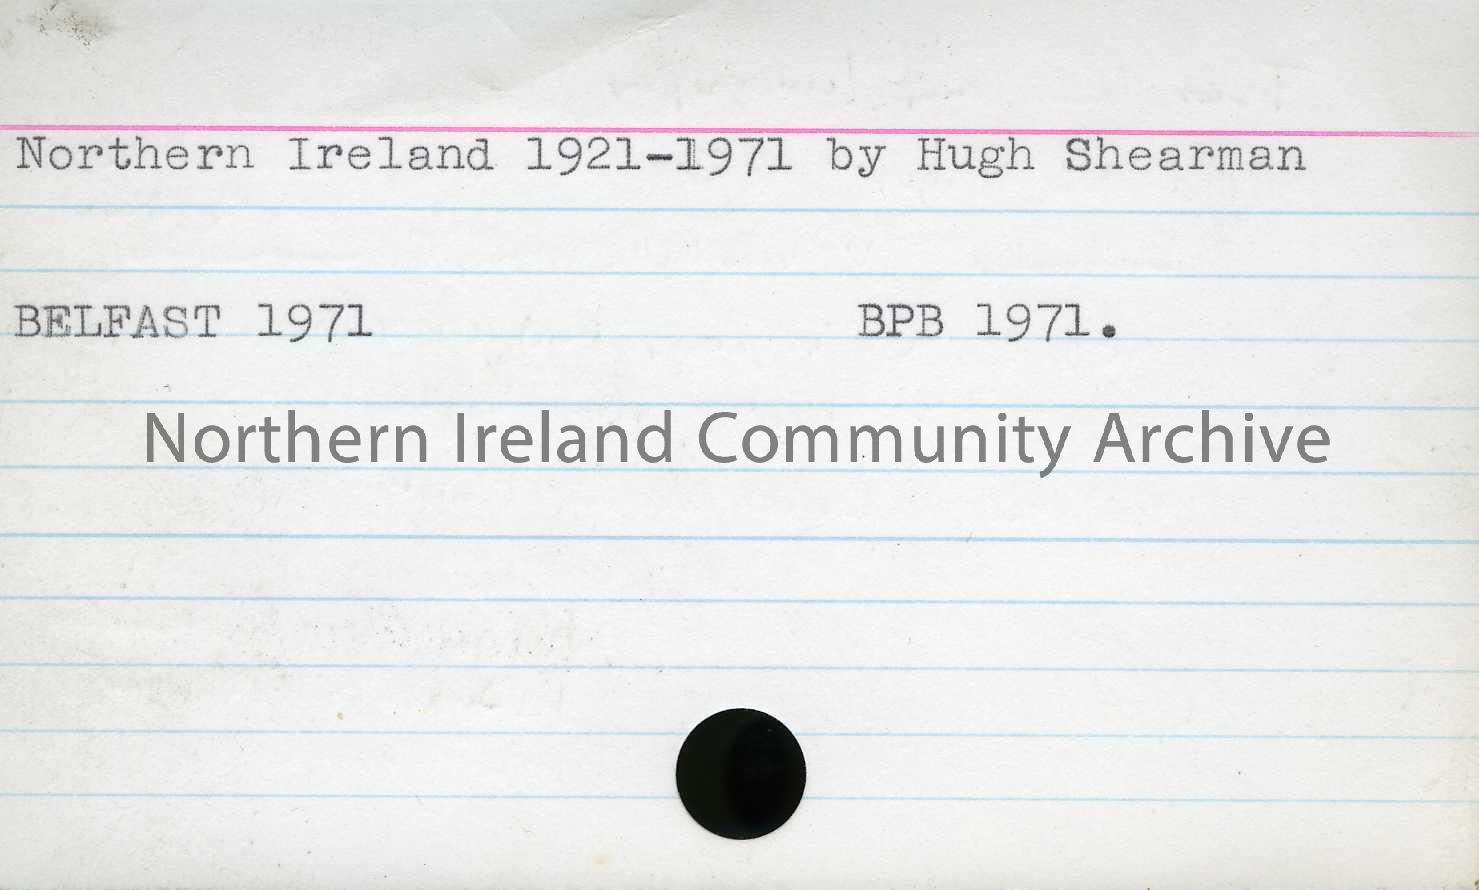 Northern Ireland 1921-1971 by Hugh Shearman
BELFAST 1971 BPB 1971.
Northern Ireland Community Archive